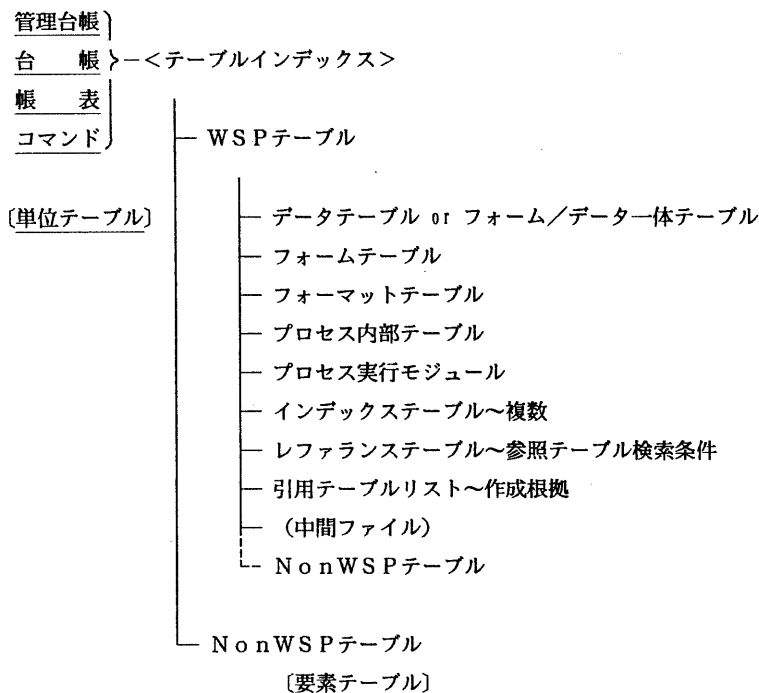 管理台帳
台　　帳 －＜テーブルインデックス＞
帳　　表
コマンド
ＷＳＰテーブル
〔単位テーブル〕
データテーブル or フォーム／データ一体テーブル
フォームテーブル
フォーマットテーブル
プロセス内部テーブル
プロセス実行モジュール
インデックステーブル～複数
レファランステーブル～参照テーブル検索条件
引用テーブルリスト～作成根拠
（中間ファイル）
ＮｏｎＷＳＰテーブル
ＮｏｎＷＳＰテーブル
〔要素テーブル〕